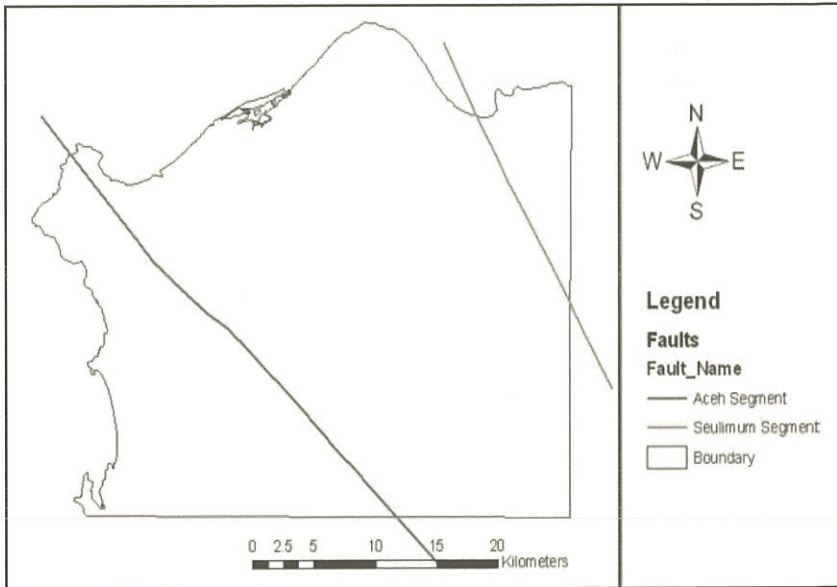 N
W E
S
Legend
Faults
Fault_Name
Aceh Segment
Seulimum Segment
Boundary
0 2.5 5 10 15 20
Kilometers